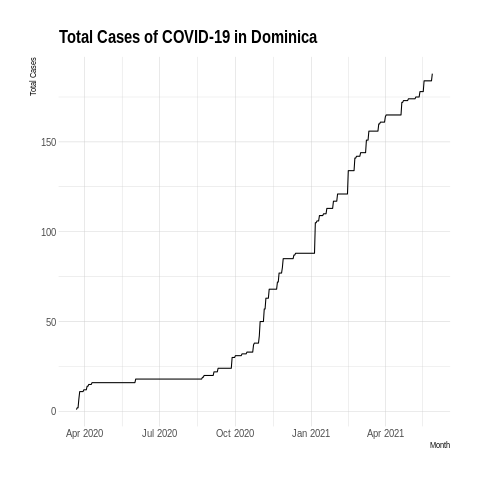 Total Cases of COVID-19 in Dominica
Total Cases
150
100
50
0
Apr 2020 Jul 2020 Oct 2020 Jan 2021 Apr 2021
Month